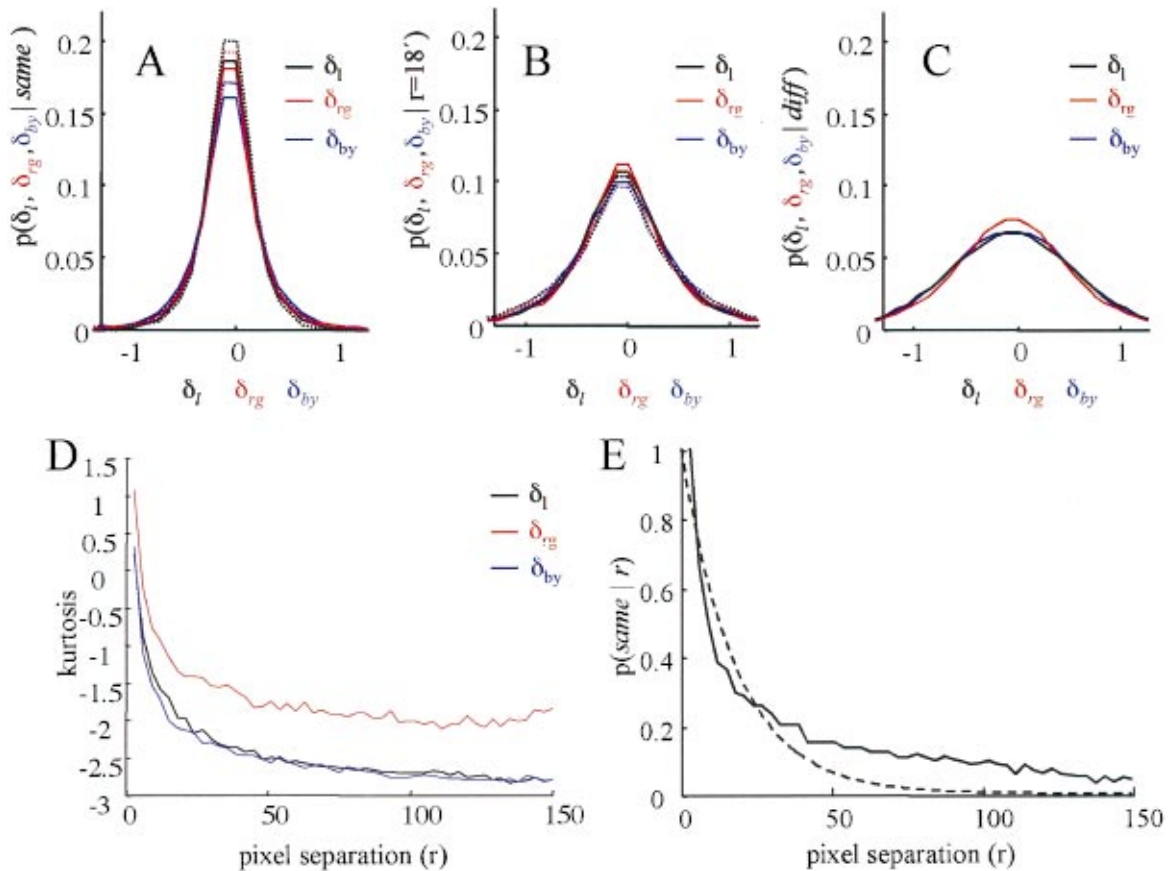 A
p(δl, δrg, δby | same )
0.2
0.15
0.1
0.05
0
-1 0 1
δl
δrg
δby
δl δrg δby
B
p(δl, δrg, δby | r=18´)
0.2
0.15
0.1
0.05
0
-1 0 1
δl
δrg
δby
δl δrg δby
C
p(δl, δrg, δby | diff )
0.2
0.15
0.1
0.05
0
-1 0 1
δl
δrg
δby
δl δrg δby
D
kurtosis
1.5
1
0.5
0
-0.5
-1
-1.5
-2
-2.5
-3
0 50 100 150
pixel separation (r)
δl
δrg
δby
E
p(same | r)
1
0.8
0.6
0.4
0.2
0
0 50 100 150
pixel separation (r)